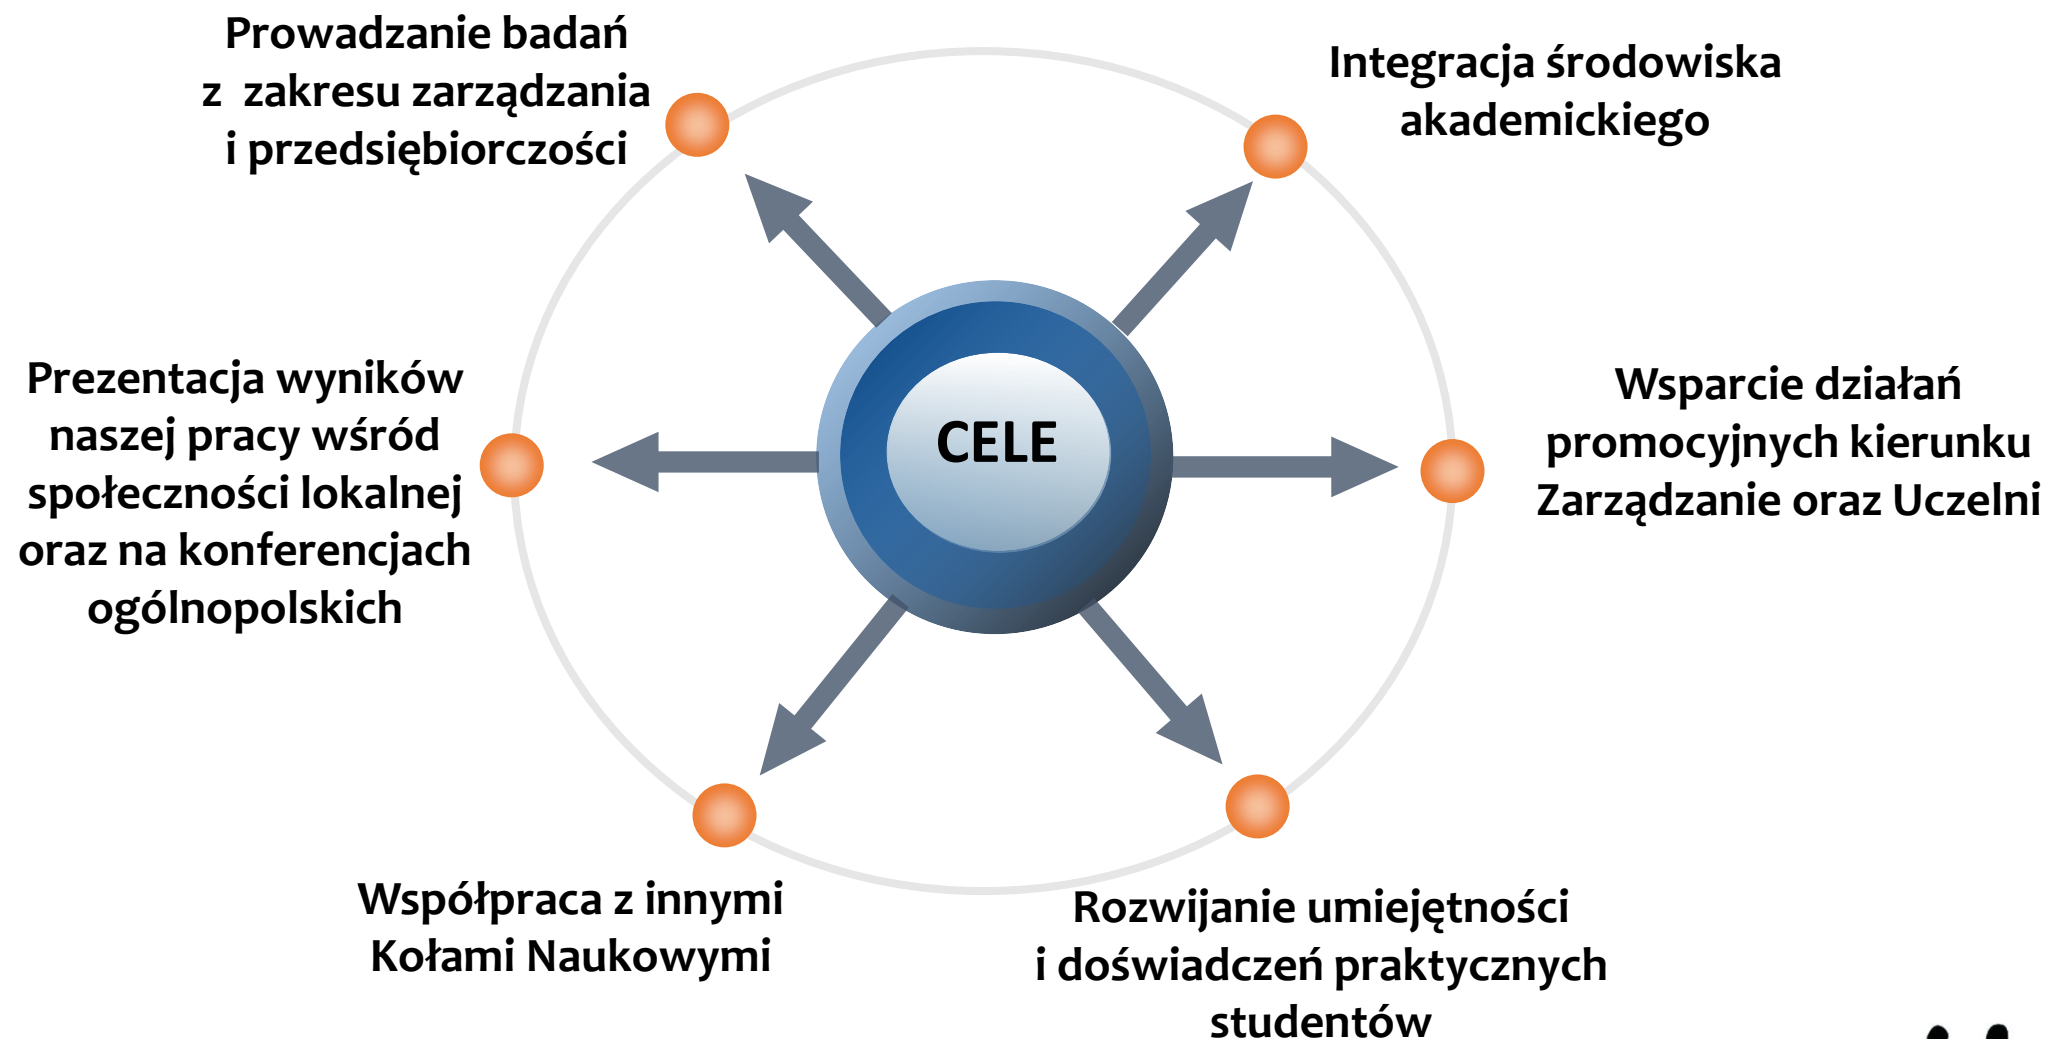 Prowadzanie badań
z  zakresu zarządzania
i przedsiębiorczości
Integracja środowiska
akademickiego
Prezentacja wyników
naszej pracy wśród
społeczności lokalnej
oraz na konferencjach
ogólnopolskich
CELE
Wsparcie działań
promocyjnych kierunku
Zarządzanie oraz Uczelni
Współpraca z innymi
Kołami Naukowymi
Rozwijanie umiejętności
i doświadczeń praktycznych
studentów